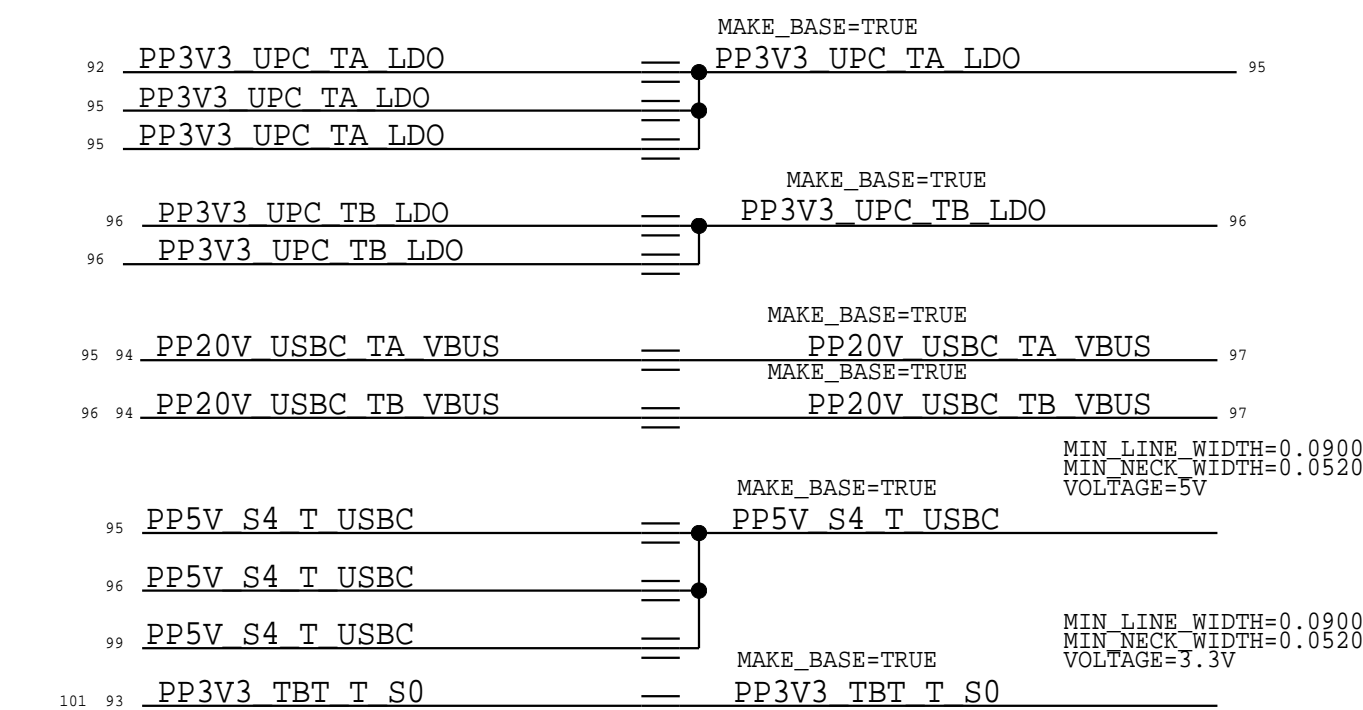 MAKE_BASE=TRUE
92 PP3V3_UPC_TA_LDO PP3V3_UPC_TA_LDO 95
95 PP3V3_UPC_TA_LDO
95 PP3V3_UPC_TA_LDO
MAKE_BASE=TRUE
96 PP3V3_UPC_TB_LDO PP3V3_UPC_TB_LDO 96
96 PP3V3_UPC_TB_LDO
MAKE_BASE=TRUE
95 94 PP20V_USBC_TA_VBUS PP20V_USBC_TA_VBUS 97
MAKE_BASE=TRUE
96 94 PP20V_USBC_TB_VBUS PP20V_USBC_TB_VBUS 97
MIN_LINE_WIDTH=0.0900
MIN_NECK_WIDTH=0.0520
MAKE_BASE=TRUE VOLTAGE=5V
95 PP5V_S4_T_USBC PP5V_S4_T_USBC
96 PP5V_S4_T_USBC
MIN_LINE_WIDTH=0.0900
99 PP5V_S4_T_USBC MIN_NECK_WIDTH=0.0520
MAKE_BASE=TRUE VOLTAGE=3.3V
101 93 PP3V3_TBT_T_S0 PP3V3_TBT_T_S0